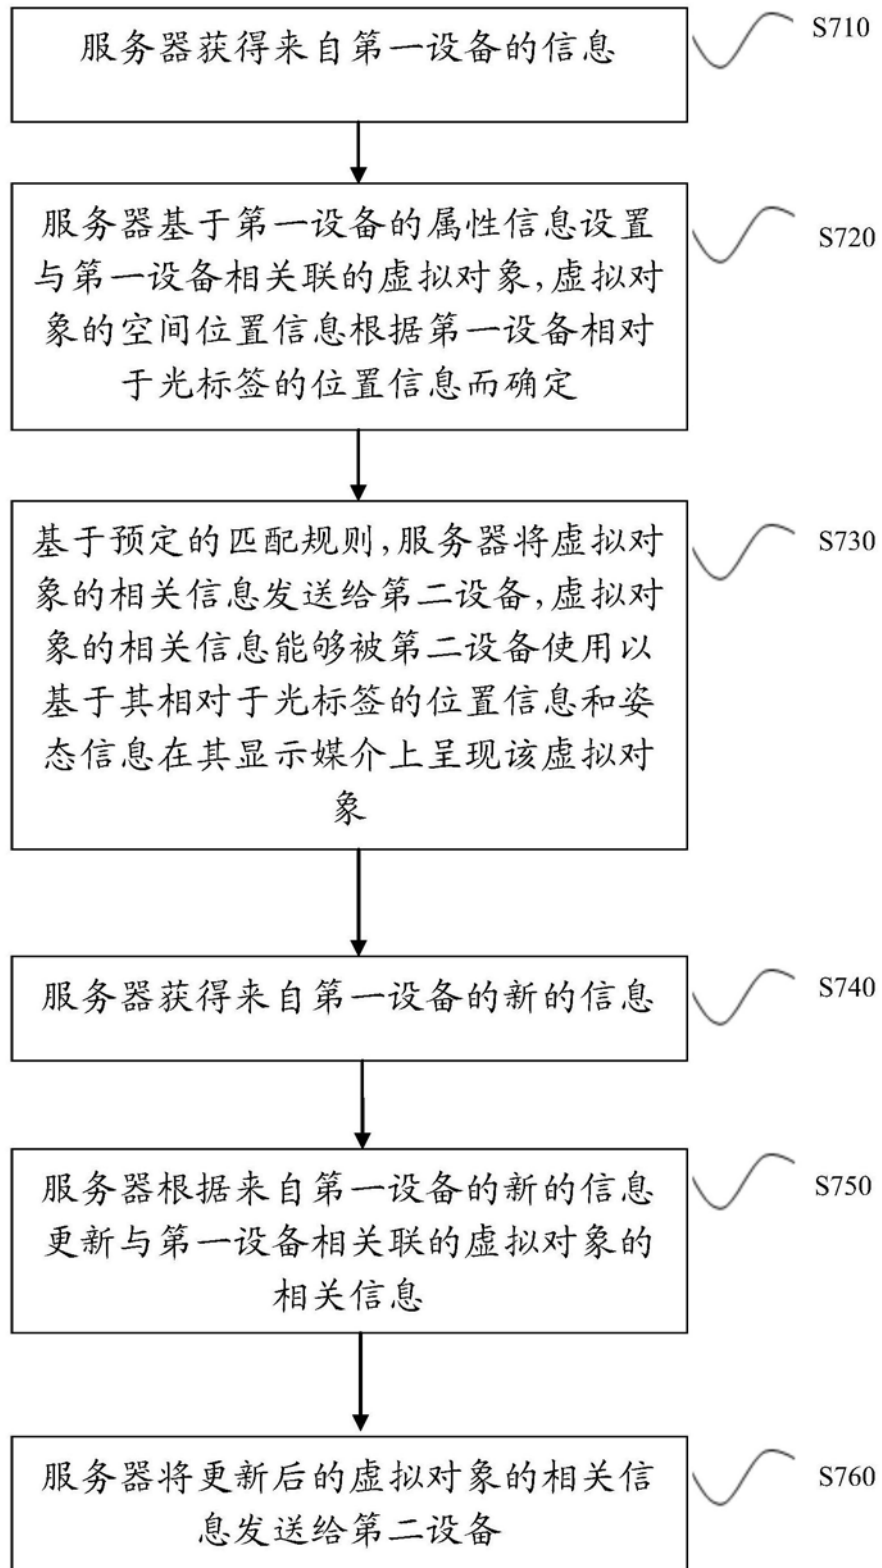 服务器获得来自第一设备的信息
S710
服务器基于第一设备的属性信息设置
与第一设备相关联的虚拟对象,虚拟对
象的空间位置信息根据第一设备相对
于光标签的位置信息而确定
S720
基于预定的匹配规则,服务器将虚拟对
象的相关信息发送给第二设备,虚拟对
象的相关信息能够被第二设备使用以
基于其相对于光标签的位置信息和姿
态信息在其显示媒介上呈现该虚拟对
象
S730
服务器获得来自第一设备的新的信息
S740
服务器根据来自第一设备的新的信息
更新与第一设备相关联的虚拟对象的
相关信息
S750
服务器将更新后的虚拟对象的相关信
息发送给第二设备
S760